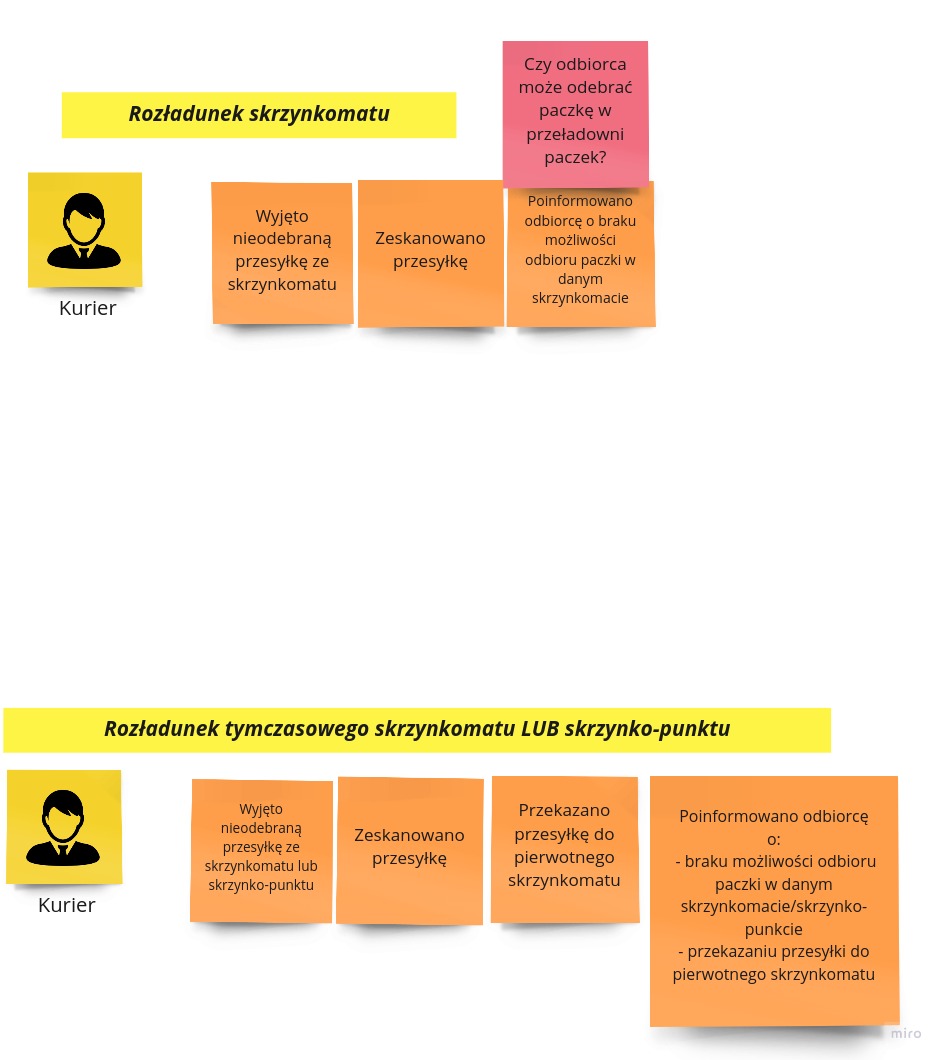 Rozładunek skrzynkomatu
Czy odbiorca
może odebrać
paczkę w
przeładowni
paczek?
Kurier
Wyjęto
nieodebraną
przesyłkę ze
skrzynkomatu
Zeskanowano
przesyłkę
Poinformowano
odbiorcę o braku
możliwości
odbioru paczki w
danym
skrzynkomacie
Rozładunek tymczasowego skrzynkomatu LUB skrzynko-punktu
Kurier
Wyjęto
nieodebraną
przesyłkę ze
skrzynkomatu lub
skrzynko-punktu
Zeskanowano
przesyłkę
Przekazano
przesyłkę do
pierwotnego
skrzynkomatu
Poinformowano odbiorcę
o:
- braku możliwości odbioru
paczki w danym
skrzynkomacie/skrzynko-
punkcie
- przekazaniu przesyłki do
pierwotnego skrzynkomatu
miro